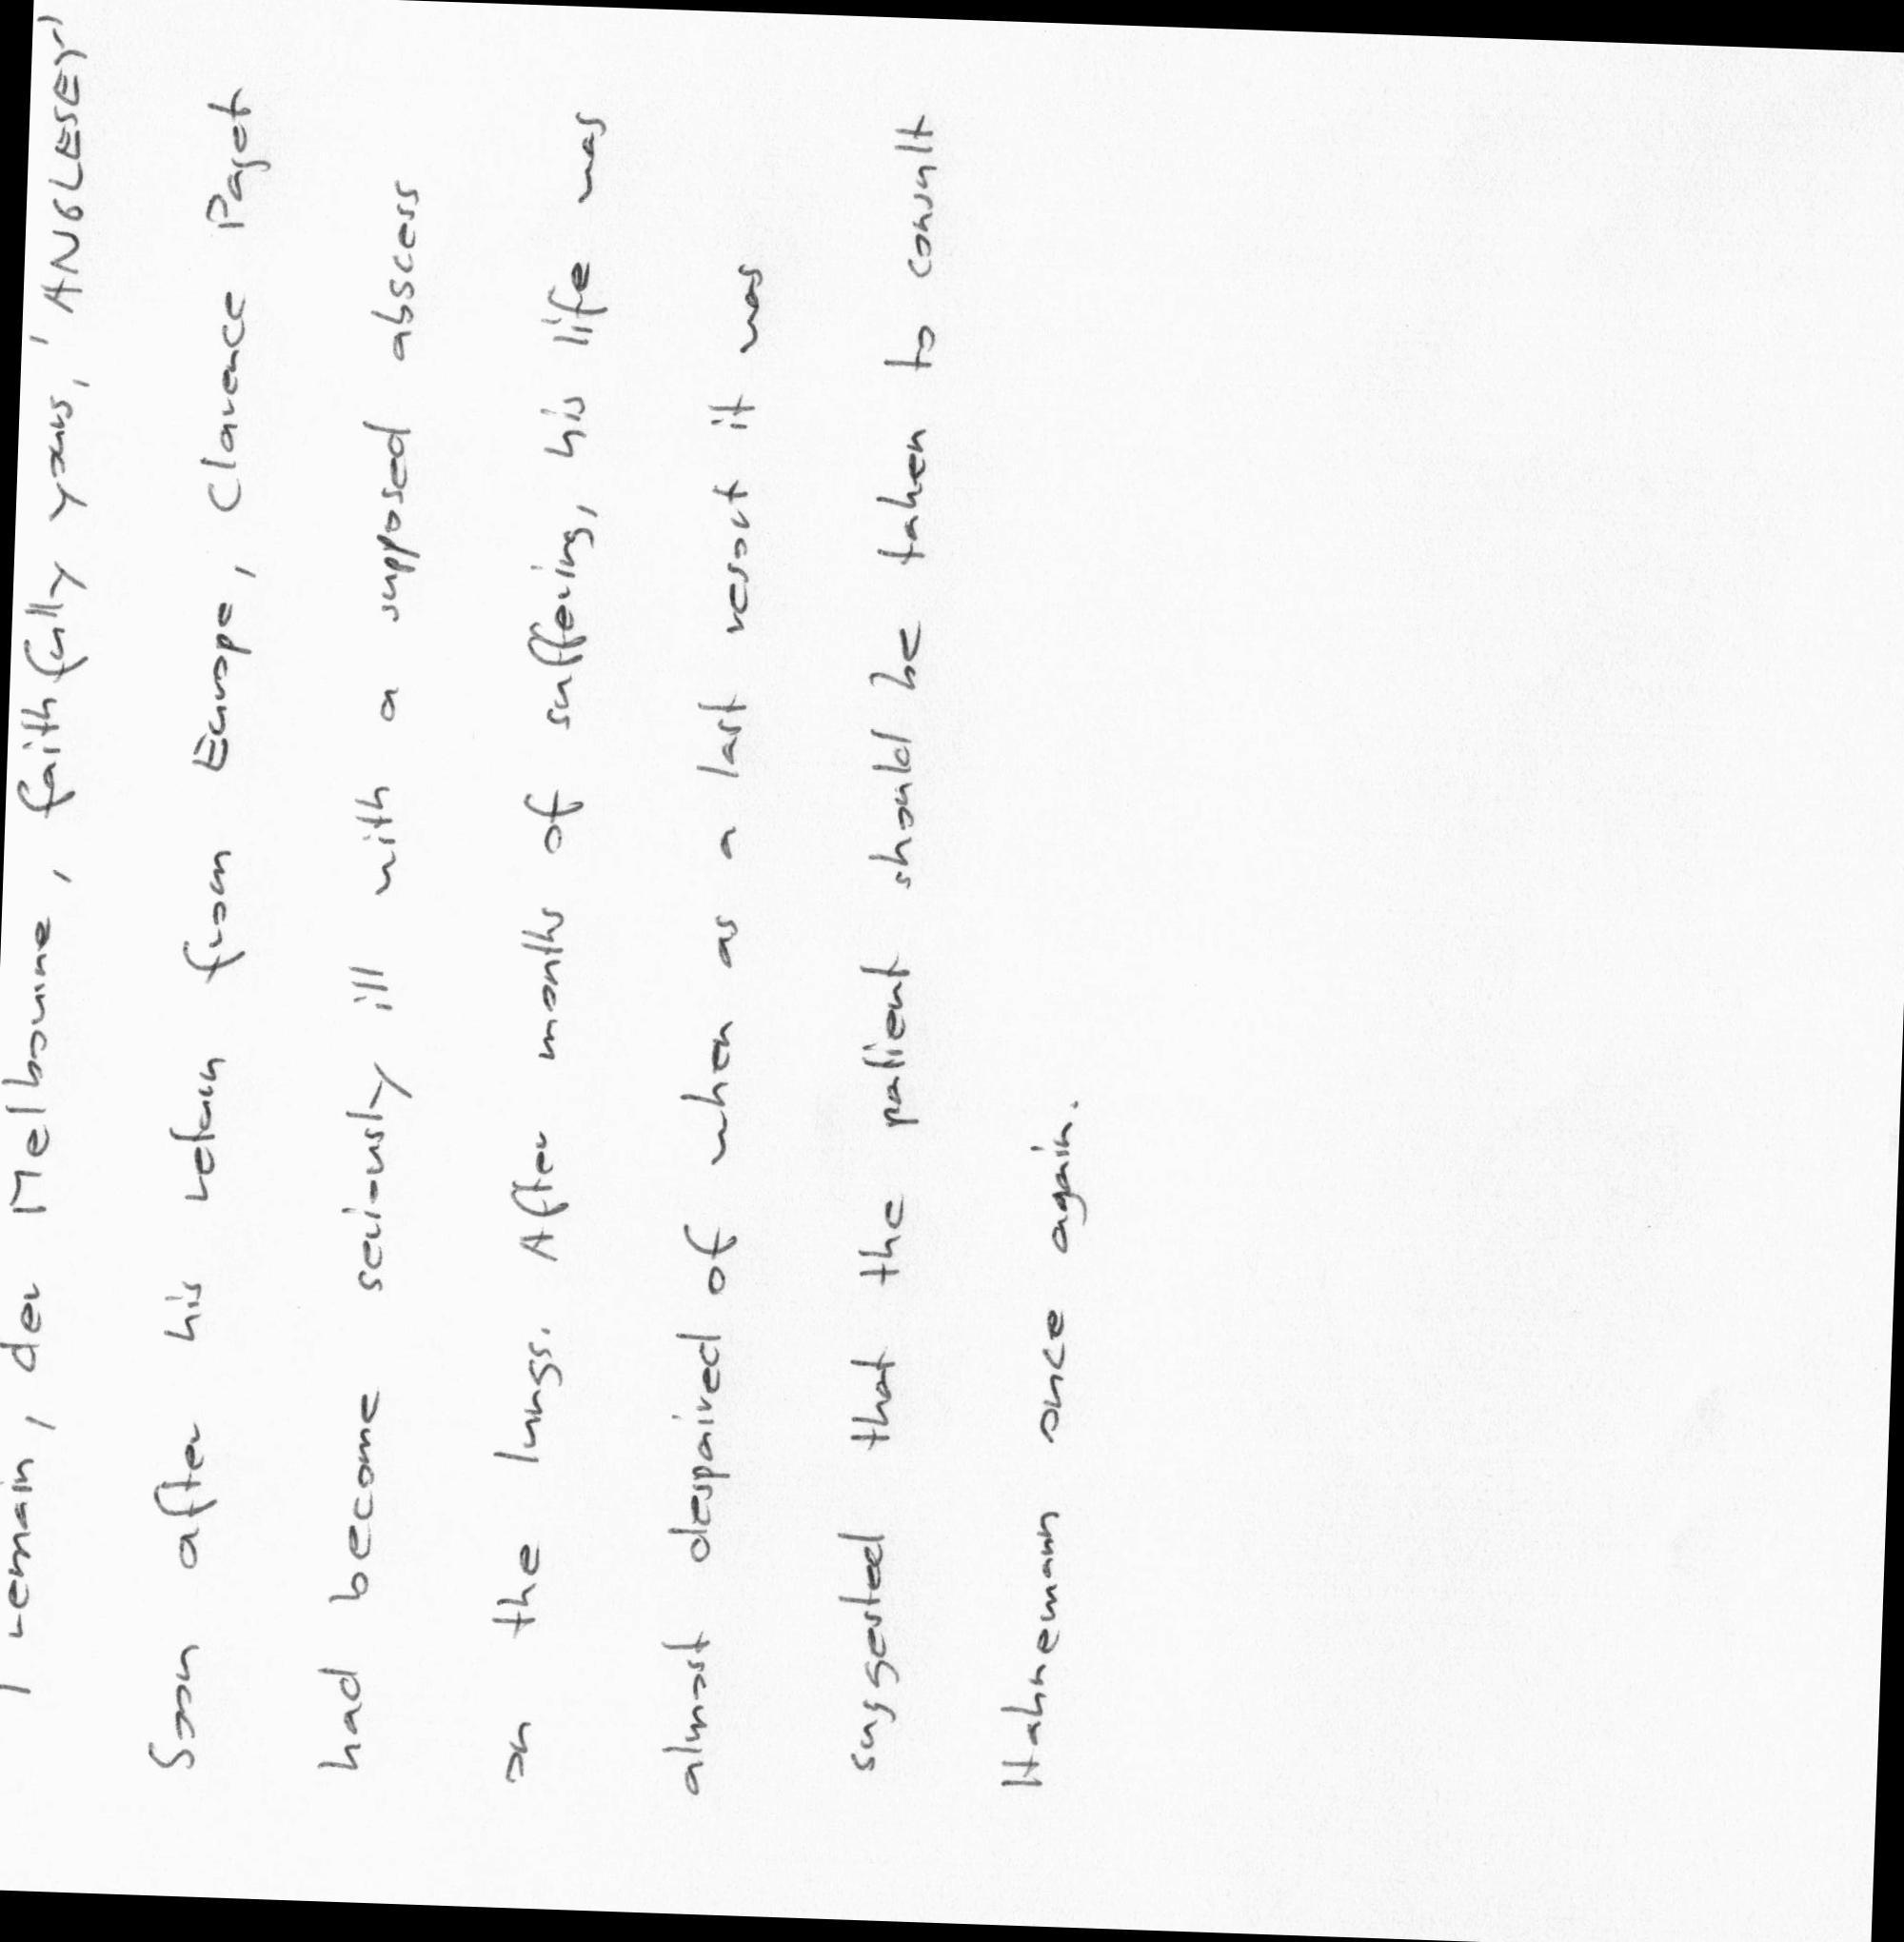 I remain, der Melbourne, faithfully yours, 'ANGLESEY'
Soon after his return from Europe, Clarence Paget
had become seriously ill with a supposed abscess
on the lungs. After months of suffering, his life was
almost despaired of when as a last resort it was
suggested that the patient should be taken to consult
Hahnemann once again.